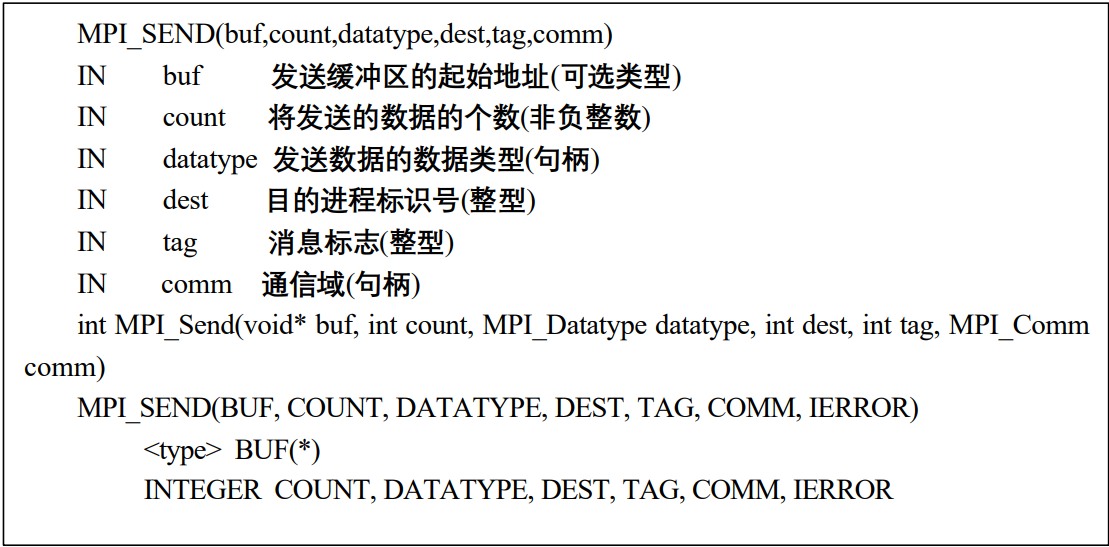 MPI_SEND(buf,count,datatype,dest,tag,comm)
IN buf 发送缓冲区的起始地址(可选类型)
IN count 将发送的数据的个数(非负整数)
IN datatype 发送数据的数据类型(句柄)
IN dest 目的进程标识号(整型)
IN tag 消息标志(整型)
IN comm 通信域(句柄)
int MPI_Send(void* buf, int count, MPI_Datatype datatype, int dest, int tag, MPI_Comm
comm)
MPI_SEND(BUF, COUNT, DATATYPE, DEST, TAG, COMM, IERROR)
<type> BUF(*)
INTEGER COUNT, DATATYPE, DEST, TAG, COMM, IERROR